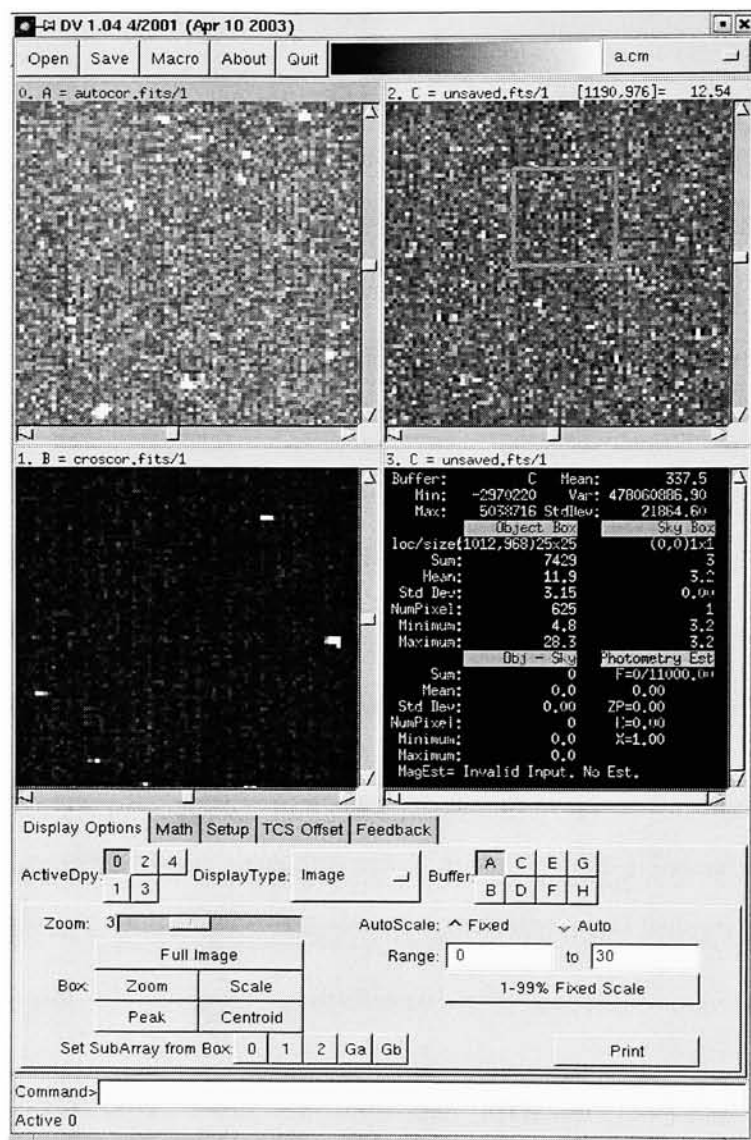 DV 1.04 4/2001 (Apr 10 2003)
Open Save Macro About Quit a.cm
0. A = autocor.fits/1
2. C = unsaved.fts/1 [1190,976]= 12.54
1. B = croscor.fits/1
3. C = unsaved.fts/1
Buffer: C Mean: 337.5
Min: -2970220 Var: 478060886.90
Max: 5038716 StdDev: 21864.60
Object Box Sky Box
loc/size(1012,968)25x25 (0,0)1x1
Sum: 7429 3
Mean: 11.9 3.2
Std Dev: 3.15 0.00
NumPixel: 625 1
Minimum: 4.8 3.2
Maximum: 28.3 3.2
Obj - Sky Photometry Est
Sum: 0 F=0/11000.00
Mean: 0.0 0.00
Std Dev: 0.00 ZP=0.00
NumPixel: 0 E=0.00
Minimum: 0.0 X=1.00
Maximum: 0.0
MagEst= Invalid Input. No Est.
Display Options Math Setup TCS Offset Feedback
ActiveDpy: 0 2 4 DisplayType: Image Buffer: A C E G
1 3 B D F H
Zoom: 3 AutoScale: Fixed Auto
Full Image Range: 0 to 30
Box: Zoom Scale 1-99% Fixed Scale
Peak Centroid
Set SubArray from Box: 0 1 2 Ga Gb Print
Command>
Active 0